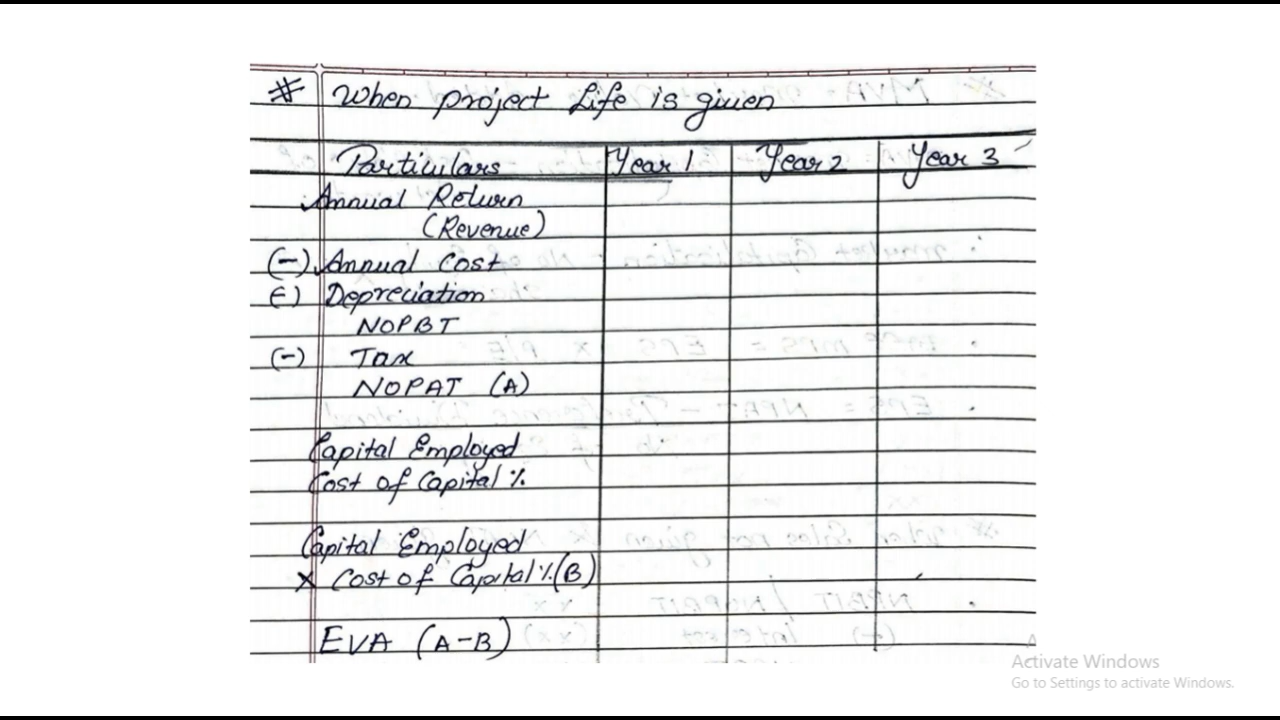 # When project Life is given
Particulars Year 1 Year 2 Year 3
Annual Return
(Revenue)
(-) Annual Cost
(-) Depreciation
NOPBT
(-) Tax
NOPAT (A)
Capital Employed
Cost of Capital %
Capital Employed
X Cost of Capital % (B)
EVA (A-B)
Activate Windows
Go to Settings to activate Windows.